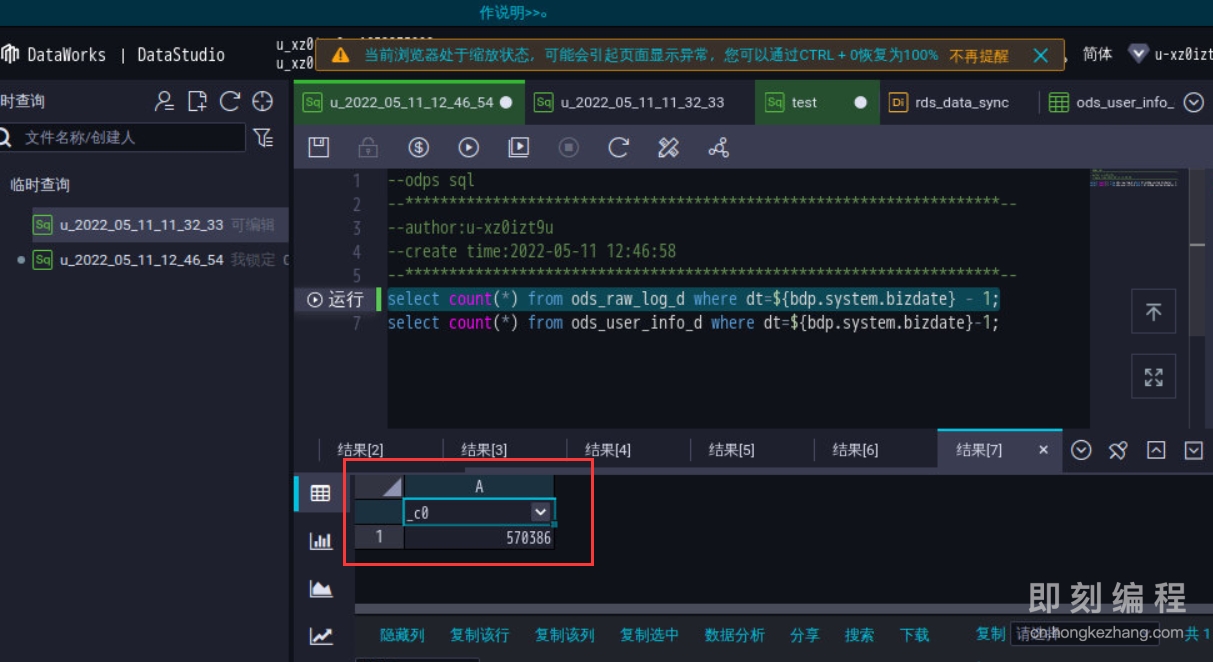 作说明>>。
DataWorks | DataStudio
u_xz0
u_xz0
当前浏览器处于缩放状态，可能会引起页面显示异常，您可以通过CTRL + 0恢复为100% 不再提醒
简体
u-xz0izt
时查询
文件名称/创建人
临时查询
Sq u_2022_05_11_11_32_33 可编辑
Sq u_2022_05_11_12_46_54 我锁定
Sq u_2022_05_11_12_46_54
Sq u_2022_05_11_11_32_33
Sq test
Di rds_data_sync
ods_user_info_
1 --odps sql
2 --******************************************************************--
3 --author:u-xz0izt9u
4 --create time:2022-05-11 12:46:58
5 --******************************************************************--
运行 select count(*) from ods_raw_log_d where dt=${bdp.system.bizdate} - 1;
7 select count(*) from ods_user_info_d where dt=${bdp.system.bizdate}-1;
结果[2] 结果[3] 结果[4] 结果[5] 结果[6] 结果[7]
A
_c0
1 570386
隐藏列 复制该行 复制该列 复制选中 数据分析 分享 搜索 下载 复制
共 1
即刻编程
onhongkezhang.com